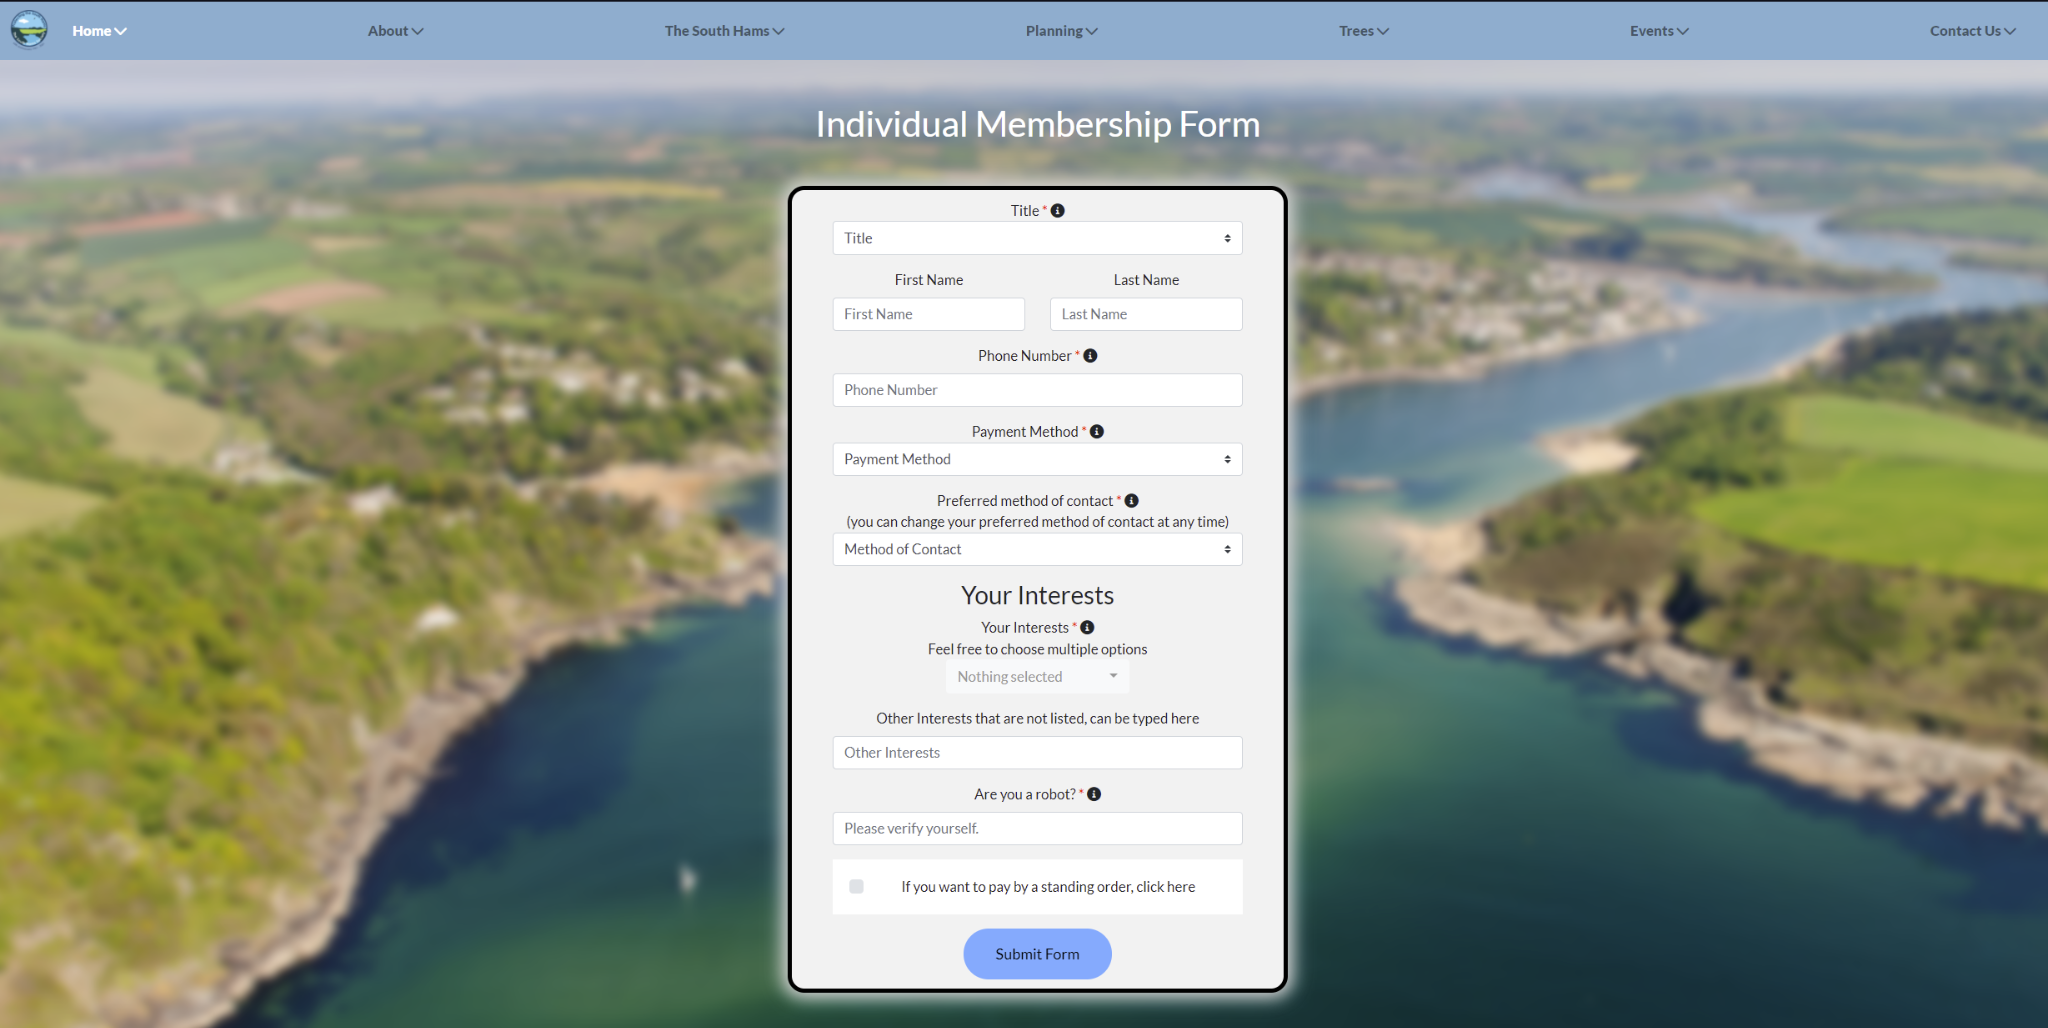 Home About The South Hams Planning Trees Events Contact Us
Individual Membership Form
Title *
Title
First Name Last Name
First Name Last Name
Phone Number *
Phone Number
Payment Method *
Payment Method
Preferred method of contact *
(you can change your preferred method of contact at any time)
Method of Contact
Your Interests
Your Interests *
Feel free to choose multiple options
Nothing selected
Other Interests that are not listed, can be typed here
Other Interests
Are you a robot? *
Please verify yourself.
If you want to pay by a standing order, click here
Submit Form